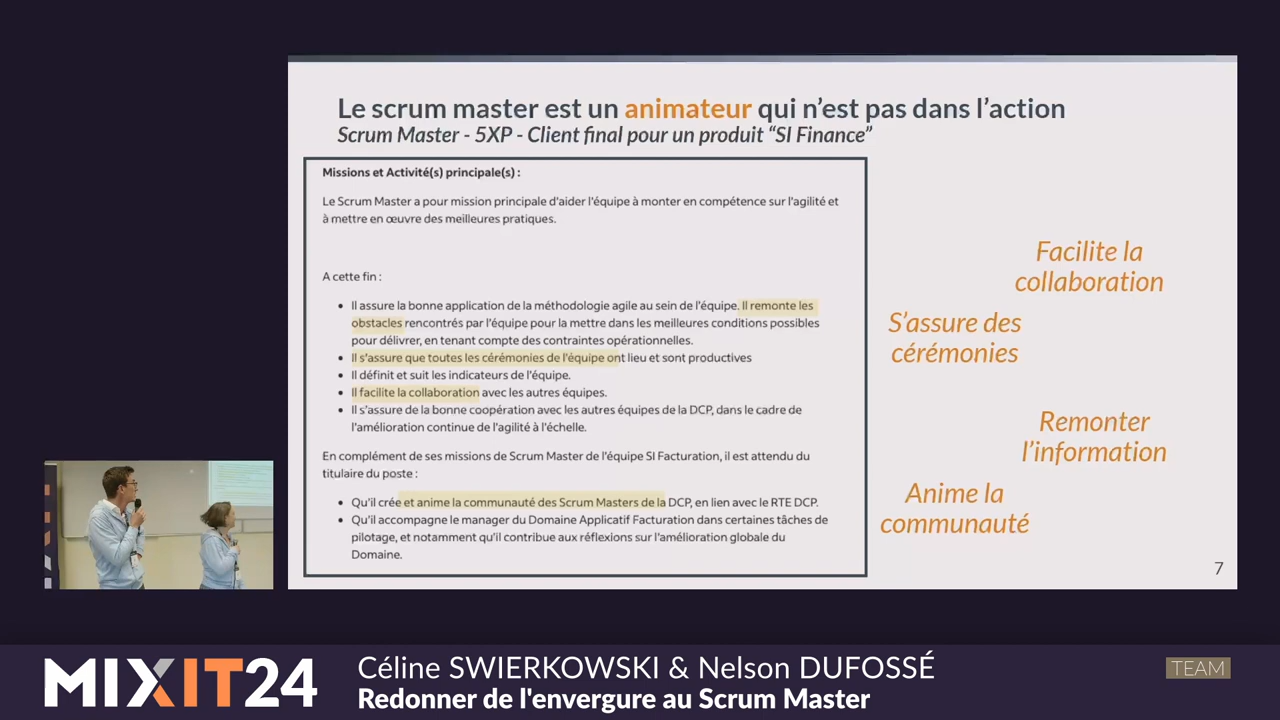 Le scrum master est un animateur qui n’est pas dans l’action
Scrum Master - 5XP - Client final pour un produit “SI Finance”
Missions et Activité(s) principale(s) :
Le Scrum Master a pour mission principale d'aider l'équipe à monter en compétence sur l'agilité et
à mettre en œuvre des meilleures pratiques.
A cette fin :
• Il assure la bonne application de la méthodologie agile au sein de l'équipe. Il remonte les
obstacles rencontrés par l'équipe pour la mettre dans les meilleures conditions possibles
pour délivrer, en tenant compte des contraintes opérationnelles.
• Il s'assure que toutes les cérémonies de l'équipe ont lieu et sont productives
• Il définit et suit les indicateurs de l'équipe.
• Il facilite la collaboration avec les autres équipes.
• Il s'assure de la bonne coopération avec les autres équipes de la DCP, dans le cadre de
l'amélioration continue de l'agilité à l'échelle.
En complément de ses missions de Scrum Master de l'équipe SI Facturation, il est attendu du
titulaire du poste :
• Qu'il crée et anime la communauté des Scrum Masters de la DCP, en lien avec le RTE DCP.
• Qu'il accompagne le manager du Domaine Applicatif Facturation dans certaines tâches de
pilotage, et notamment qu'il contribue aux réflexions sur l'amélioration globale du
Domaine.
Facilite la
collaboration
S’assure des
cérémonies
Remonter
l’information
Anime la
communauté
7
MIXIT24
Céline SWIERKOWSKI & Nelson DUFOSSÉ
Redonner de l'envergure au Scrum Master
TEAM